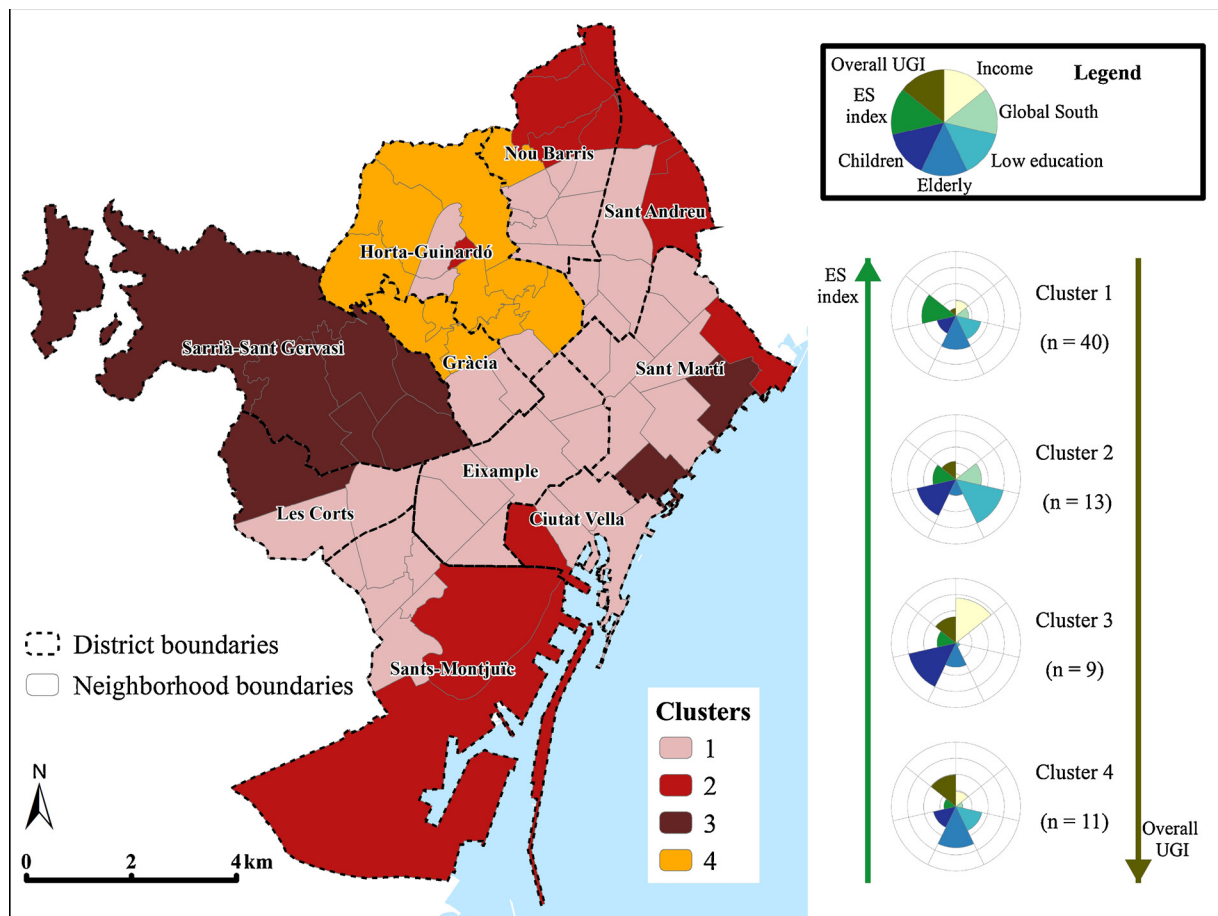 Nou Barris
Sant Andreu
Horta-Guinardó
Sarrià-Sant Gervasi
Gràcia
Sant Martí
Eixample
Les Corts
Ciutat Vella
Sants-Montjuïc
District boundaries
Neighborhood boundaries
N
0 2 4 km
Clusters
1
2
3
4
Legend
Overall UGI
Income
ES
index
Global South
Children
Low education
Elderly
ES
index
Cluster 1
(n = 40)
Cluster 2
(n = 13)
Cluster 3
(n = 9)
Cluster 4
(n = 11)
Overall
UGI